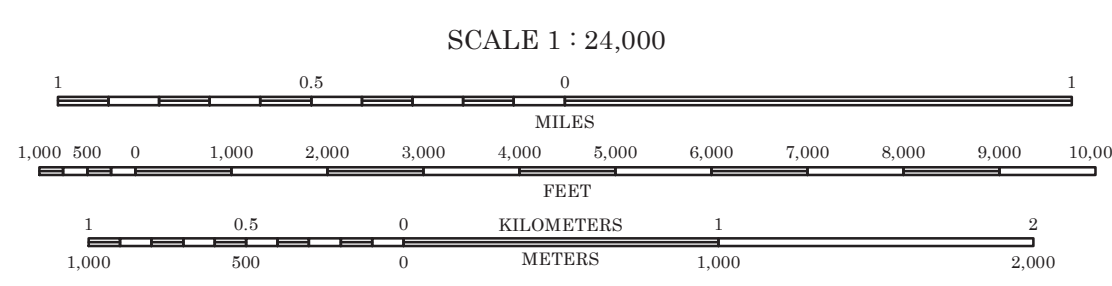 SCALE 1 : 24,000
1 0.5 0 1
MILES
1,000 500 0 1,000 2,000 3,000 4,000 5,000 6,000 7,000 8,000 9,000 10,00
FEET
1 0.5 0 KILOMETERS 1 2
1,000 500 0 METERS 1,000 2,000